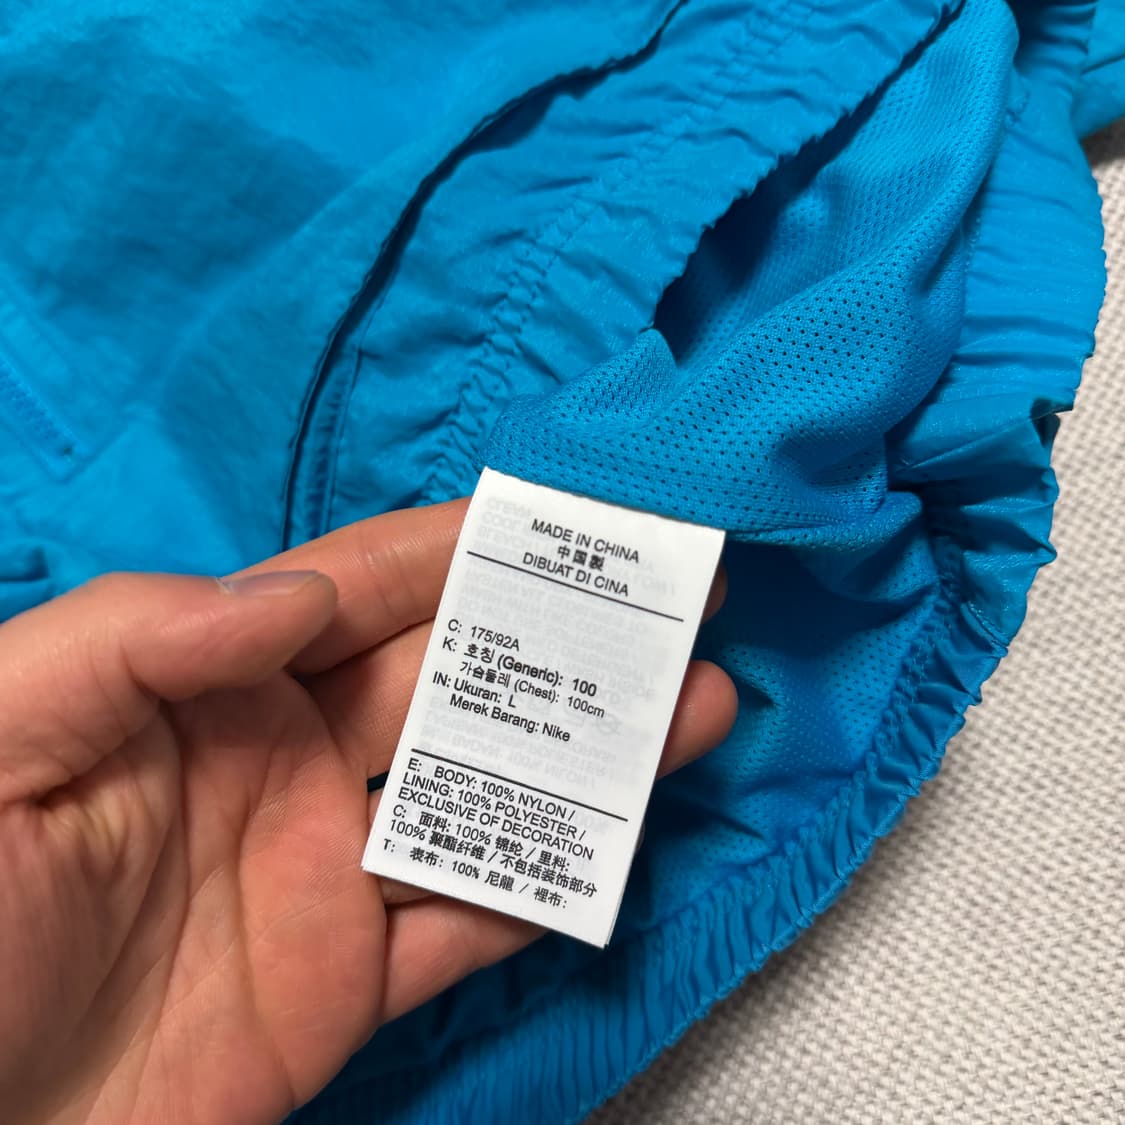 MADE IN CHINA
中国製
DIBUAT DI CINA
C: 175/92A
K: 호칭 (Generic): 100
가슴둘레 (Chest): 100cm
IN: Ukuran: L
Merek Barang: Nike
E: BODY: 100% NYLON /
LINING: 100% POLYESTER /
EXCLUSIVE OF DECORATION
C: 面料: 100% 锦纶 / 里料:
100% 聚酯纤维 / 不包括装饰部分
T: 表布: 100% 尼龍 / 裡布: